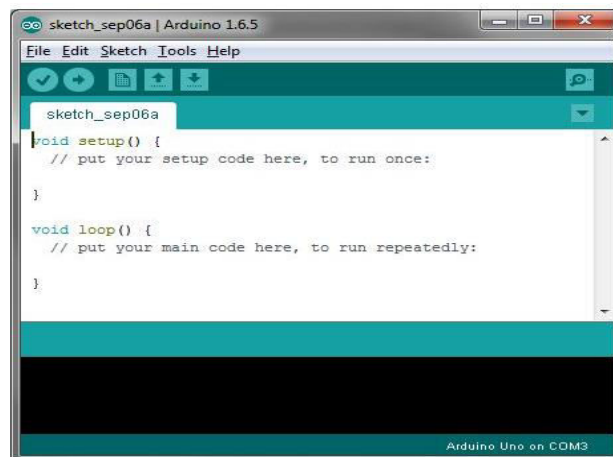 sketch_sep06a | Arduino 1.6.5
File Edit Sketch Tools Help
sketch_sep06a
void setup() {
// put your setup code here, to run once:
}
void loop() {
// put your main code here, to run repeatedly:
}
Arduino Uno on COM3